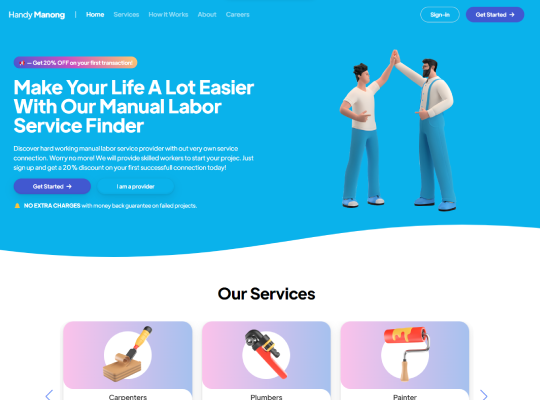 Handy Manong | Home Services How It Works About Careers Sign-in Get Started →
— Get 20% OFF on your first transaction!
Make Your Life A Lot Easier
With Our Manual Labor
Service Finder
Discover hard working manual labor service provider with out very own service
connection. Worry no more! We will provide skilled workers to start your projec. Just
sign up and get a 20% discount on your first successfull connection today!
Get Started → i am a provider
NO EXTRA CHARGES with money back guarantee on failed projects.
Our Services
Carpenters Plumbers Painter